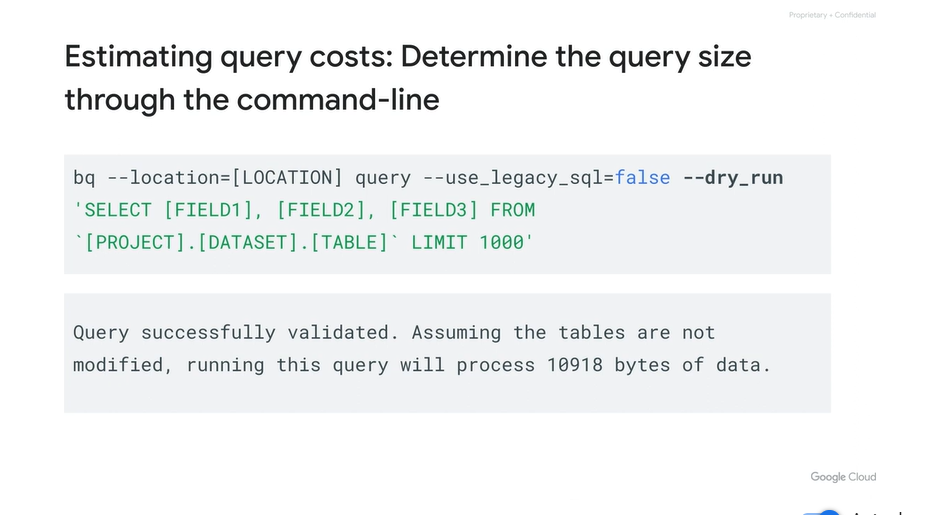 Proprietary + Confidential
Estimating query costs: Determine the query size
through the command-line
bq --location=[LOCATION] query --use_legacy_sql=false --dry_run
'SELECT [FIELD1], [FIELD2], [FIELD3] FROM
`[PROJECT].[DATASET].[TABLE]` LIMIT 1000'
Query successfully validated. Assuming the tables are not
modified, running this query will process 10918 bytes of data.
Google Cloud